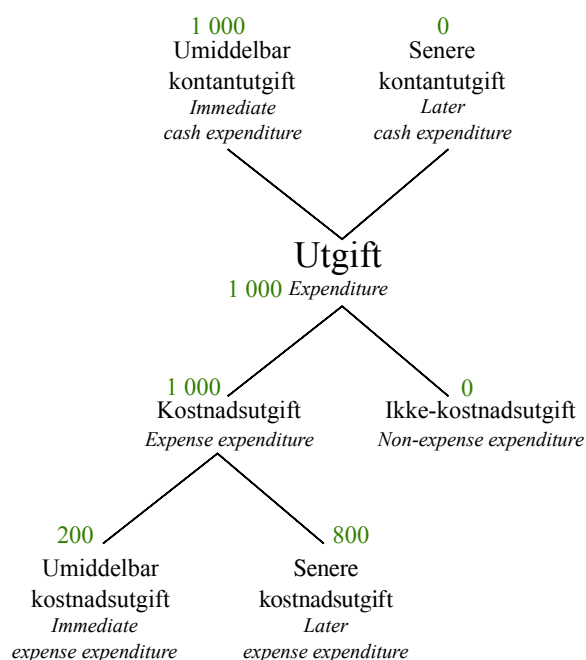 1 000
Umiddelbar
kontantutgift
Immediate
cash expenditure
0
Senere
kontantutgift
Later
cash expenditure
Utgift
1 000 Expenditure
1 000
Kostnadsutgift
Expense expenditure
0
Ikke-kostnadsutgift
Non-expense expenditure
200
Umiddelbar
kostnadsutgift
Immediate
expense expenditure
800
Senere
kostnadsutgift
Later
expense expenditure